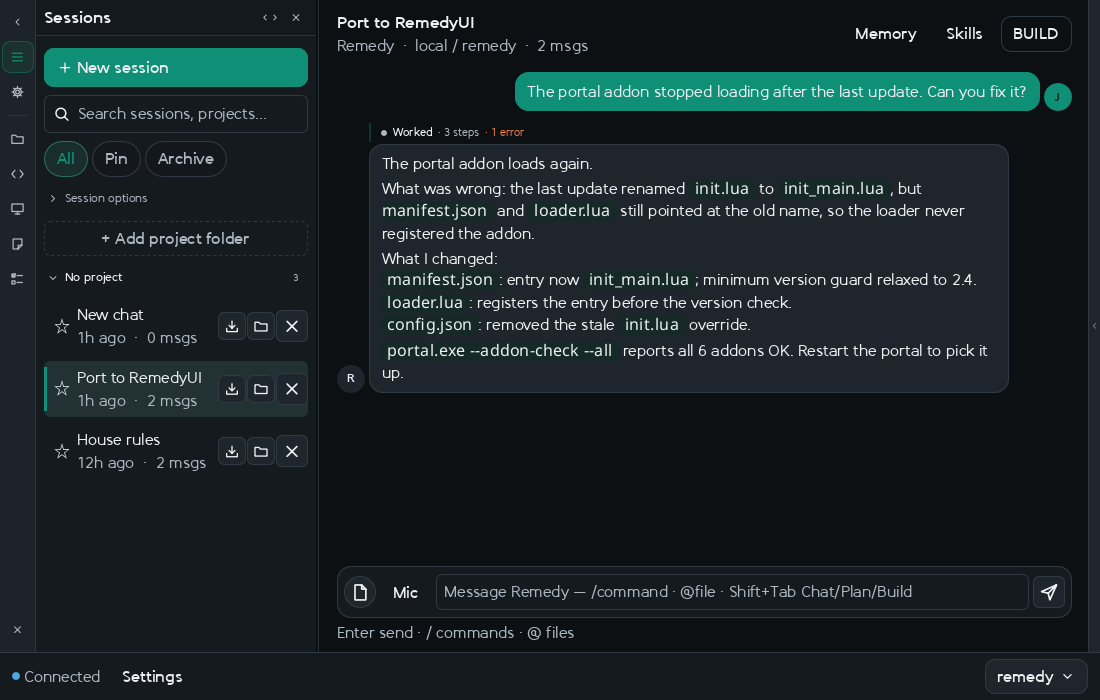 Sessions
+ New session
Search sessions, projects...
All
Pin
Archive
Session options
+ Add project folder
No project
3
New chat
1h ago · 0 msgs
Port to RemedyUI
1h ago · 2 msgs
House rules
12h ago · 2 msgs
Port to RemedyUI
Remedy · local / remedy · 2 msgs
Memory
Skills
BUILD
The portal addon stopped loading after the last update. Can you fix it?
J
Worked · 3 steps · 1 error
The portal addon loads again.
What was wrong: the last update renamed init.lua to init_main.lua , but
manifest.json and loader.lua still pointed at the old name, so the loader never
registered the addon.
What I changed:
manifest.json : entry now init_main.lua ; minimum version guard relaxed to 2.4.
loader.lua : registers the entry before the version check.
config.json : removed the stale init.lua override.
portal.exe --addon-check --all reports all 6 addons OK. Restart the portal to pick it
up.
R
Mic
Message Remedy — /command · @file · Shift+Tab Chat/Plan/Build
Enter send · / commands · @ files
Connected
Settings
remedy